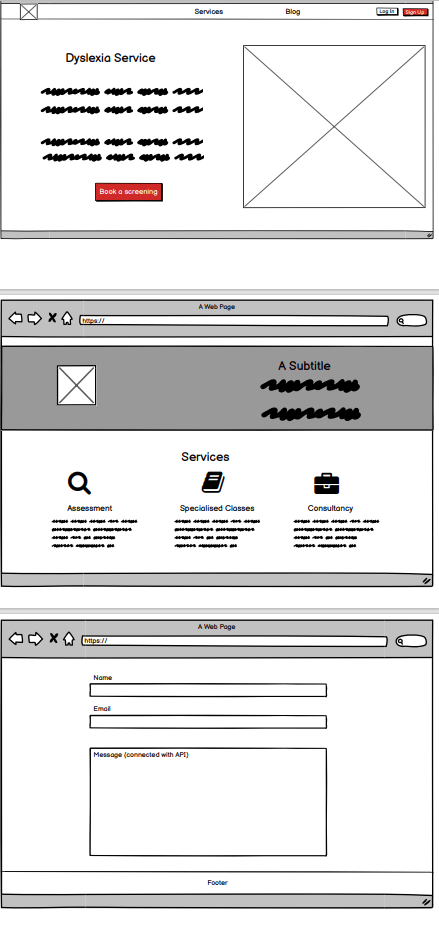 Services Blog Log In Sign Up
Dyslexia Service
Book a screening
A Web Page
https://
A Subtitle
Services
Assessment Specialised Classes Consultancy
A Web Page
https://
Name
Email
Message (connected with API)
Footer